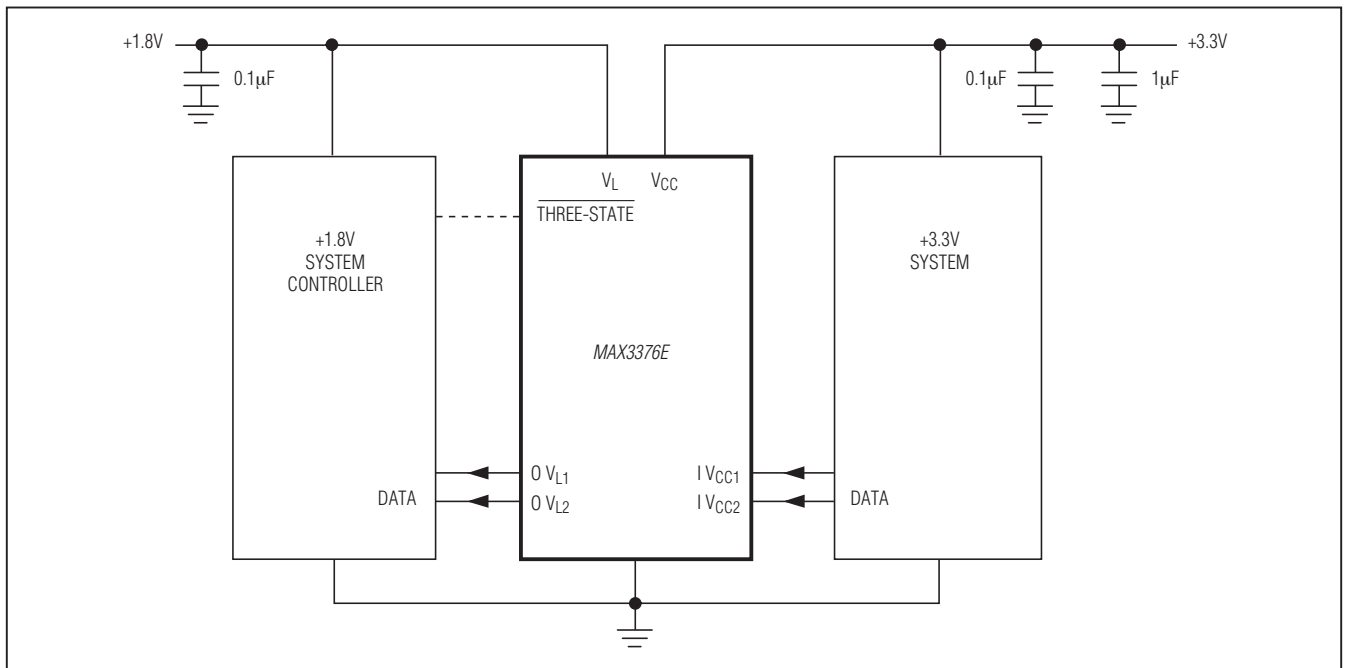 +1.8V
+3.3V
0.1µF
0.1µF
1µF
VL
VCC
THREE-STATE
+1.8V
SYSTEM
CONTROLLER
+3.3V
SYSTEM
MAX3376E
O VL1
I VCC1
DATA
O VL2
I VCC2
DATA